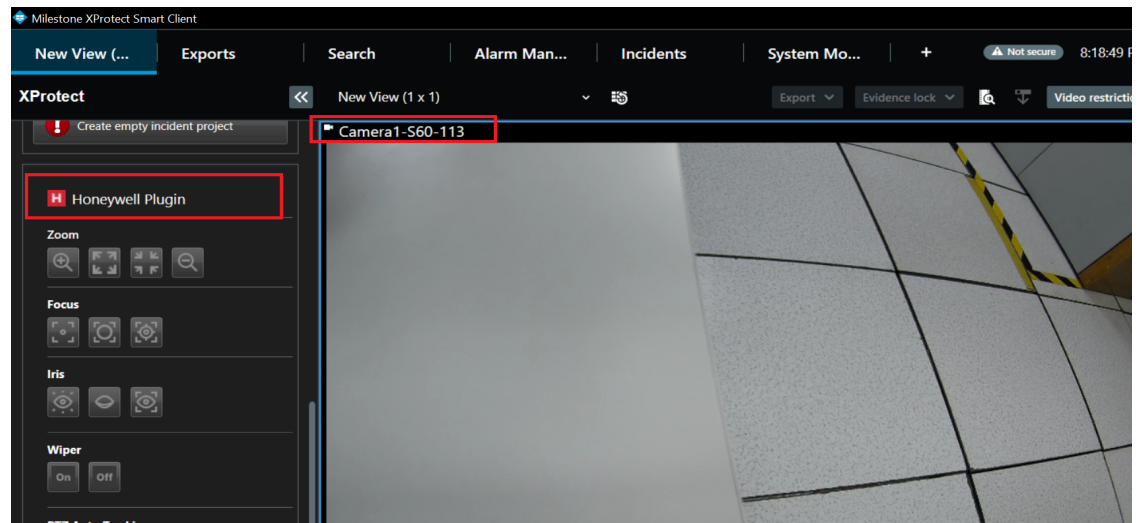 Milestone XProtect Smart Client
New View (... Exports Search Alarm Man... Incidents System Mo... + Not secure 8:18:49
XProtect New View (1 x 1) Export Evidence lock Video
Create empty incident project
Camera1-S60-113
H Honeywell Plugin
Zoom
Focus
Iris
Wiper
On Off